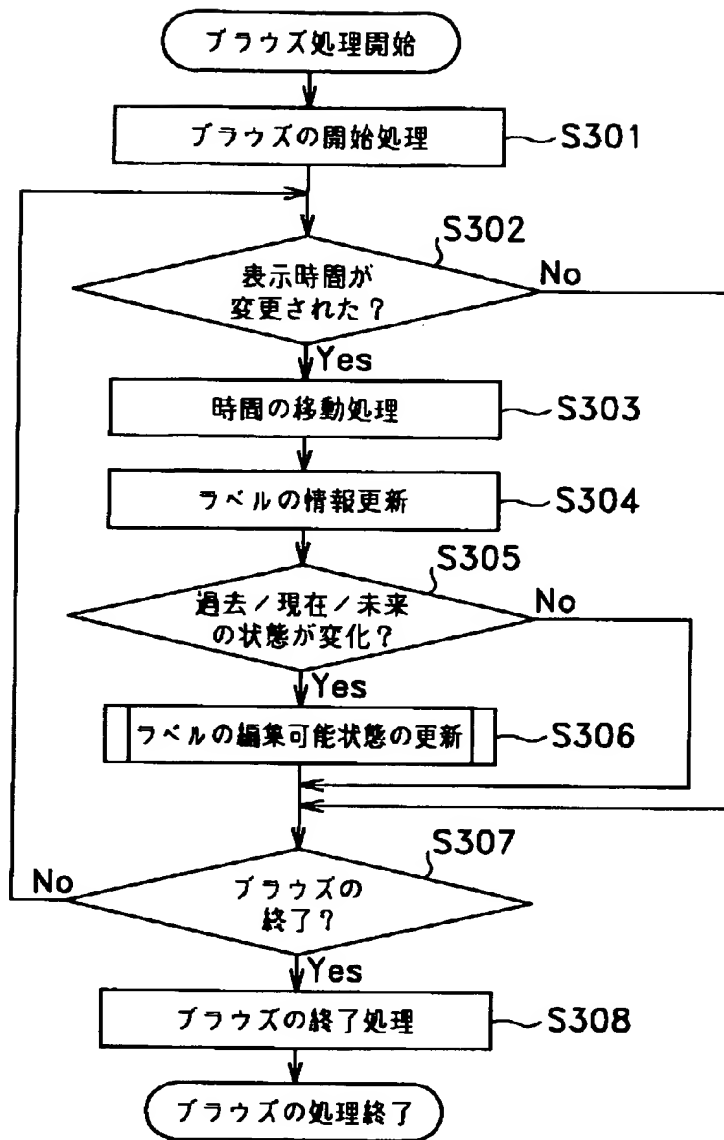 ブラウズ処理開始
ブラウズの開始処理
S301
S302
表示時間が
変更された?
No
Yes
時間の移動処理
S303
ラベルの情報更新
S304
S305
過去/現在/未来
の状態が変化?
No
Yes
ラベルの編集可能状態の更新
S306
S307
ブラウズの
終了?
No
Yes
ブラウズの終了処理
S308
ブラウズの処理終了